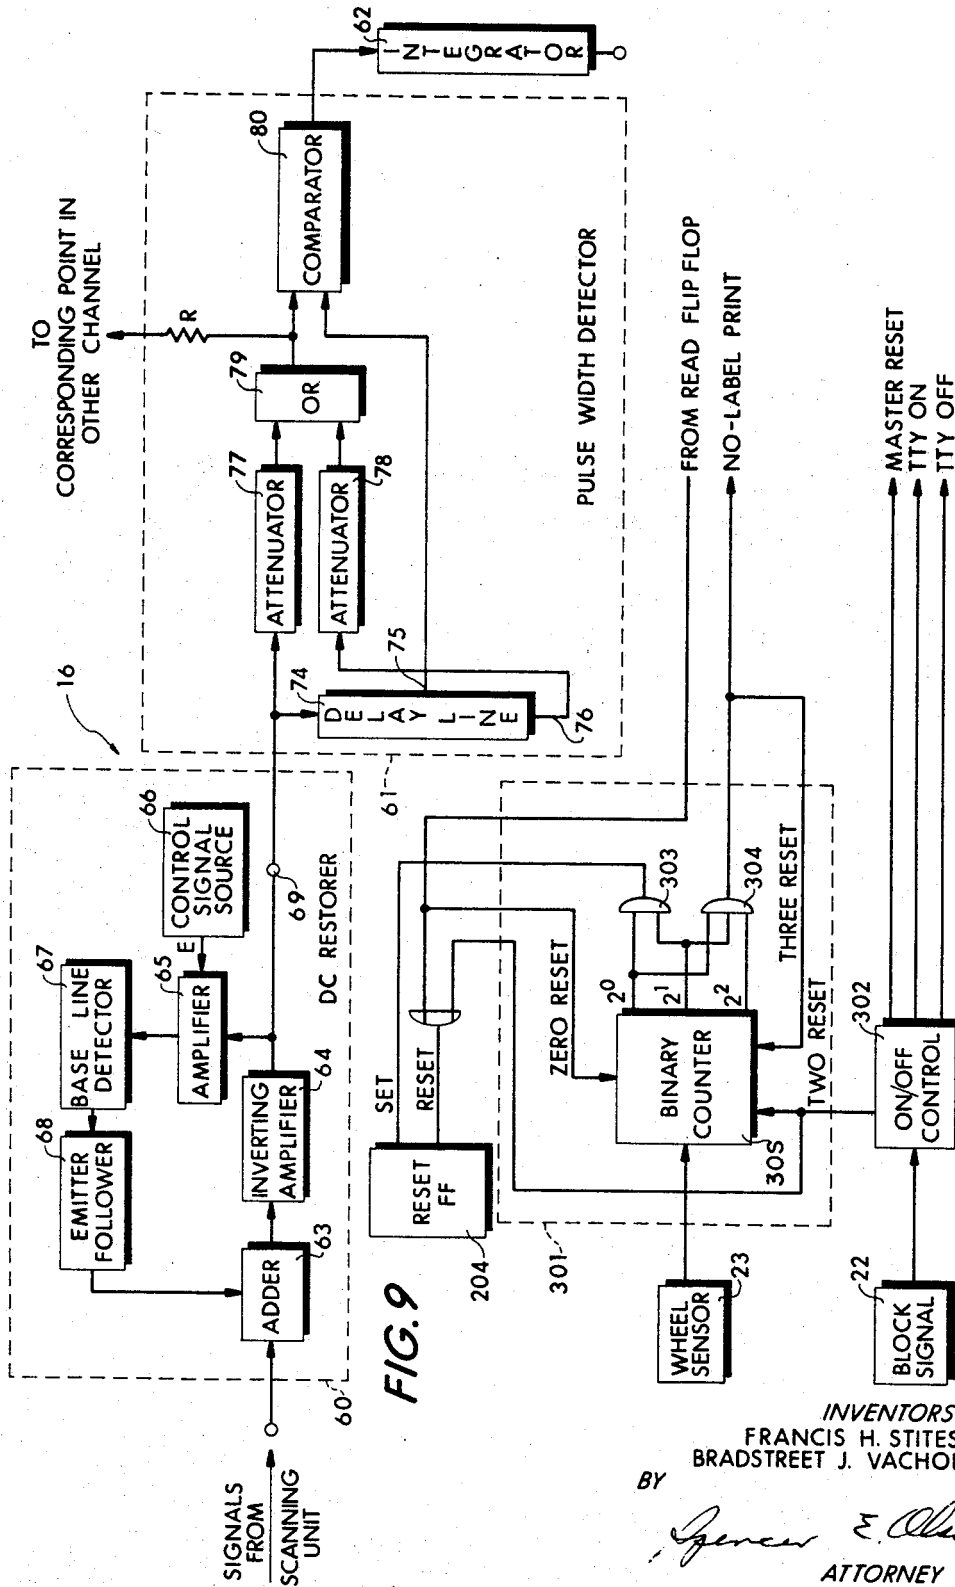 TO
CORRESPONDING POINT IN
OTHER CHANNEL
R
16
66
CONTROL
SIGNAL
SOURCE
E
67
BASE LINE
DETECTOR
65
AMPLIFIER
68
EMITTER
FOLLOWER
64
INVERTING
AMPLIFIER
63
ADDER
69
DC RESTORER
60
SIGNALS
FROM
SCANNING
UNIT
77
ATTENUATOR
78
ATTENUATOR
79
OR
80
COMPARATOR
62
INTEGRATOR
74
DELAY LINE
75
76
61
PULSE WIDTH DETECTOR
FIG. 9
FROM READ FLIP FLOP
NO-LABEL PRINT
SET
RESET
RESET
FF
204
ZERO RESET
303
304
2⁰
2¹
2²
BINARY
COUNTER
305
THREE RESET
TWO RESET
301
WHEEL
SENSOR
23
302
ON/OFF
CONTROL
22
BLOCK
SIGNAL
MASTER RESET
TTY ON
TTY OFF
INVENTORS
FRANCIS H. STITES
BRADSTREET J. VACHO
BY
Spencer E.
ATTORNEY